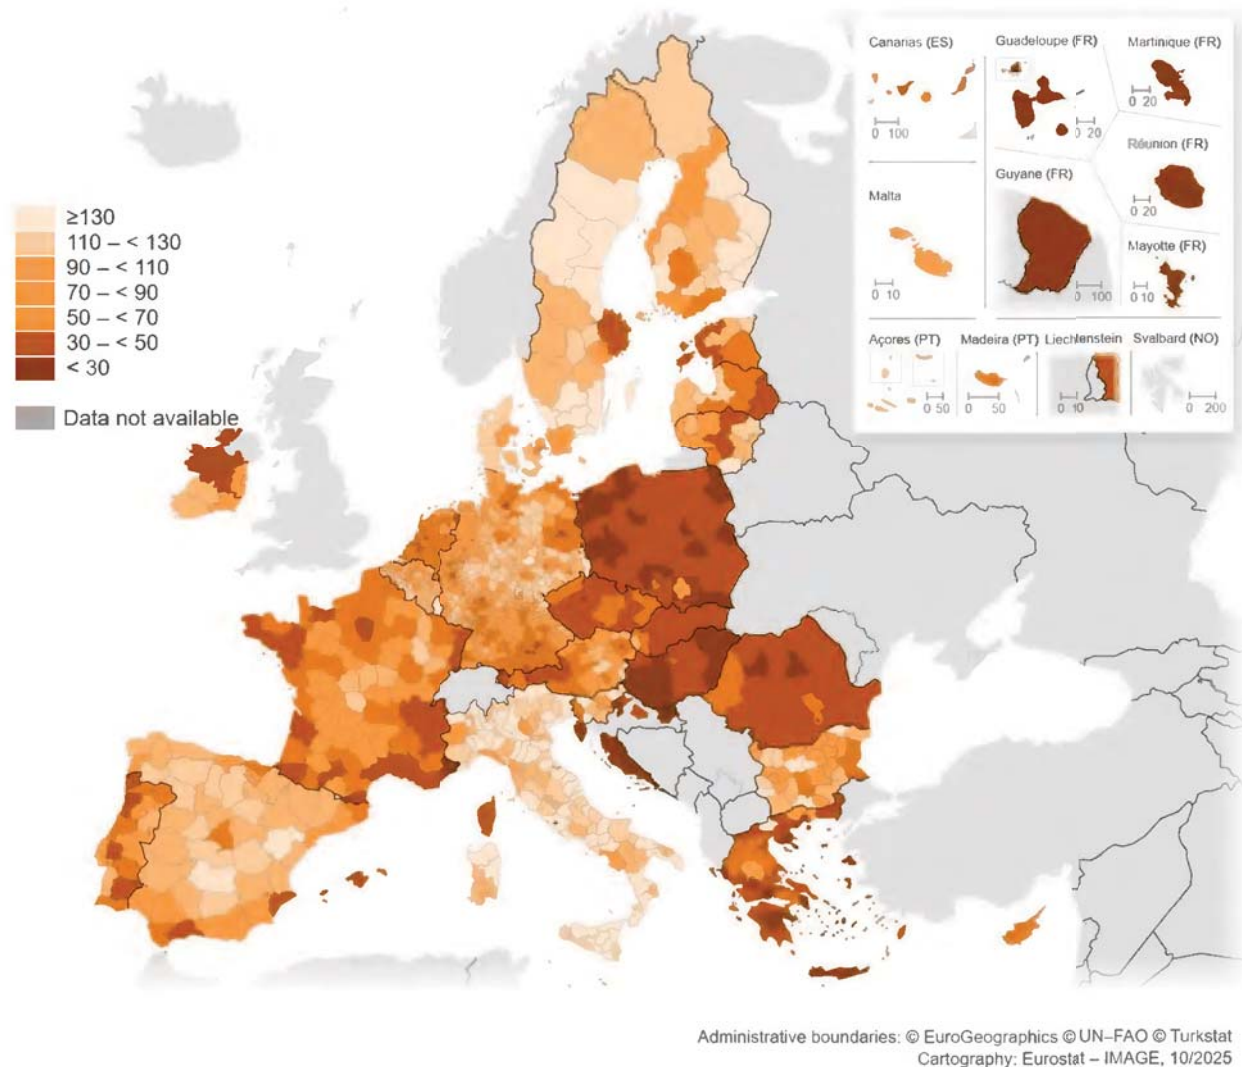 ≥130
110 – < 130
90 – < 110
70 – < 90
50 – < 70
30 – < 50
< 30
Data not available
Canarias (ES)
0 100
Guadeloupe (FR)
0 20
Martinique (FR)
0 20
Réunion (FR)
0 20
Guyane (FR)
0 100
Malta
0 10
Mayotte (FR)
0 10
Açores (PT)
0 50
Madeira (PT)
0 50
Liechtenstein
0 10
Svalbard (NO)
0 200
Administrative boundaries: © EuroGeographics © UN–FAO © Turkstat
Cartography: Eurostat – IMAGE, 10/2025